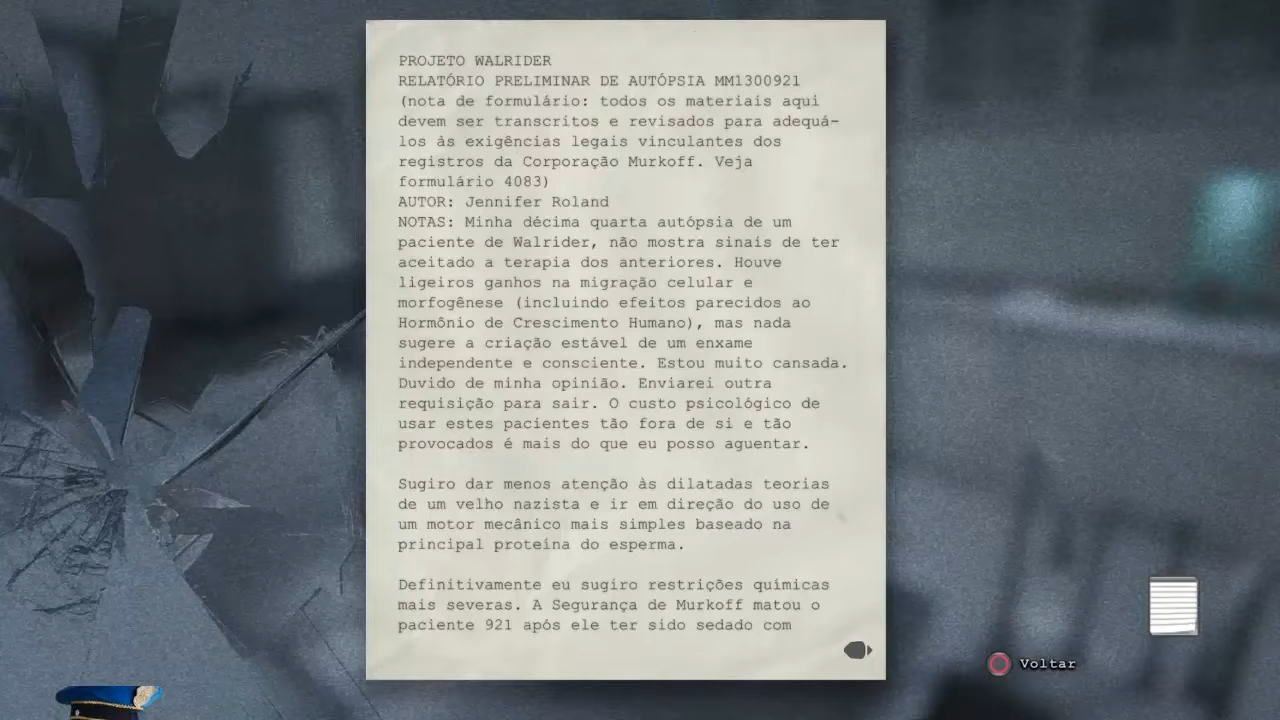 PROJETO WALRIDER
RELATÓRIO PRELIMINAR DE AUTÓPSIA MM1300921
(nota de formulário: todos os materiais aqui
devem ser transcritos e revisados para adequá-
los às exigências legais vinculantes dos
registros da Corporação Murkoff. Veja
formulário 4083)
AUTOR: Jennifer Roland
NOTAS: Minha décima quarta autópsia de um
paciente de Walrider, não mostra sinais de ter
aceitado a terapia dos anteriores. Houve
ligeiros ganhos na migração celular e
morfogênese (incluindo efeitos parecidos ao
Hormônio de Crescimento Humano), mas nada
sugere a criação estável de um enxame
independente e consciente. Estou muito cansada.
Duvido de minha opinião. Enviarei outra
requisição para sair. O custo psicológico de
usar estes pacientes tão fora de si e tão
provocados é mais do que eu posso aguentar.
Sugiro dar menos atenção às dilatadas teorias
de um velho nazista e ir em direção do uso de
um motor mecânico mais simples baseado na
principal proteína do esperma.
Definitivamente eu sugiro restrições químicas
mais severas. A Segurança de Murkoff matou o
paciente 921 após ele ter sido sedado com
Voltar